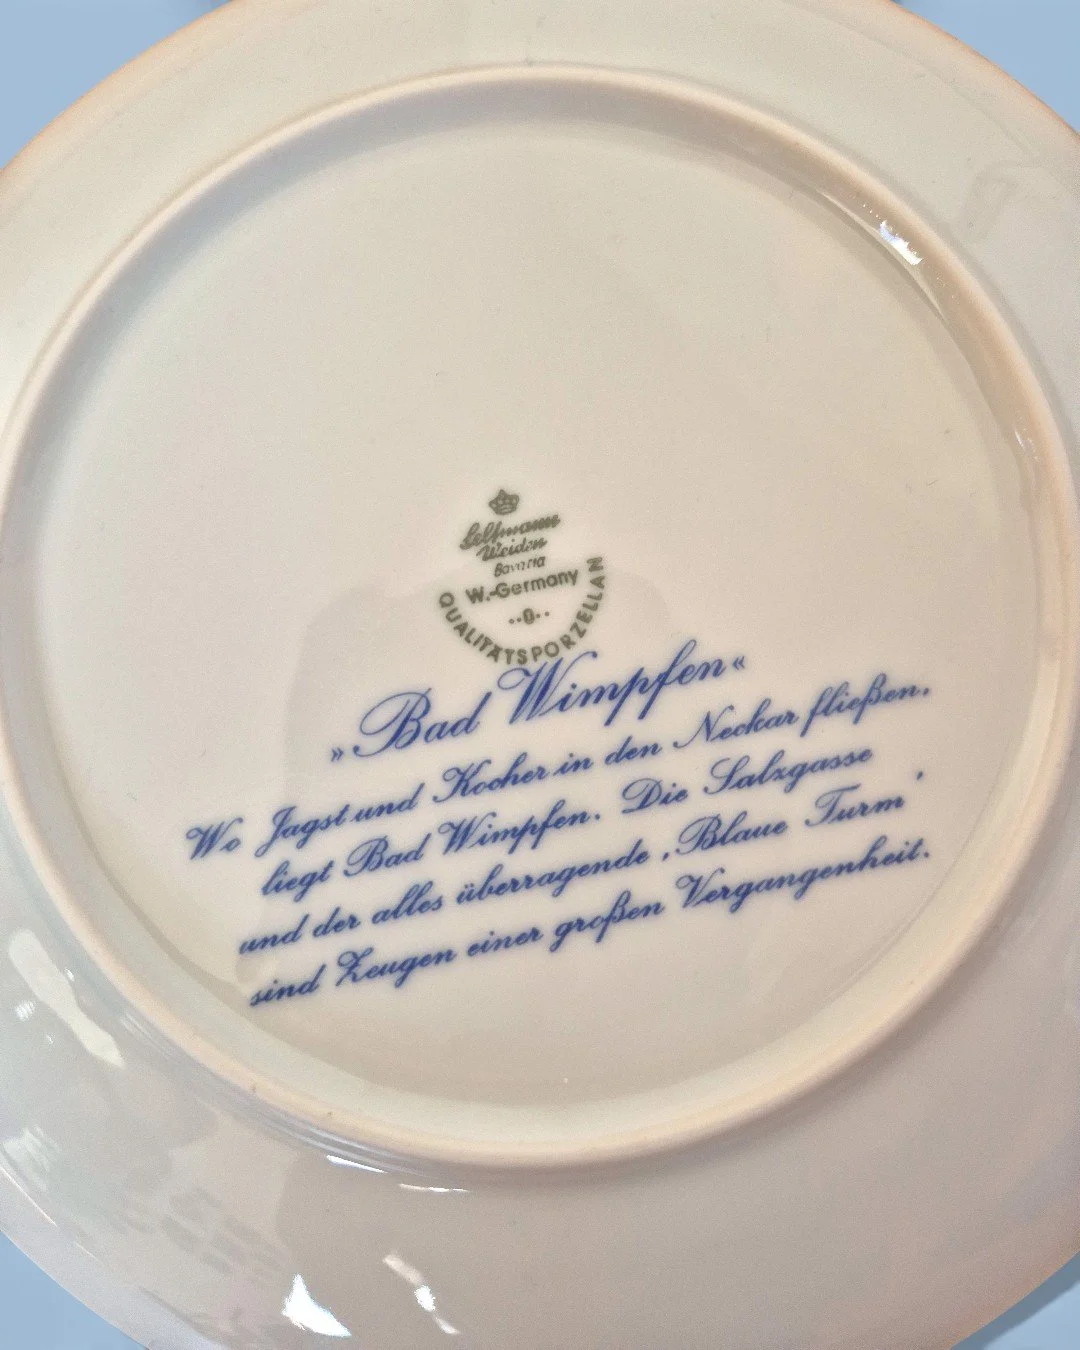 Seltmann
Weiden
Bavaria
W.-Germany
··0··
QUALITÄTSPORZELLAN
»Bad Wimpfen«
Wo Jagst und Kocher in den Neckar fließen,
liegt Bad Wimpfen. Die Salzgasse
und der alles überragende ‚Blaue Turm‘
sind Zeugen einer großen Vergangenheit.